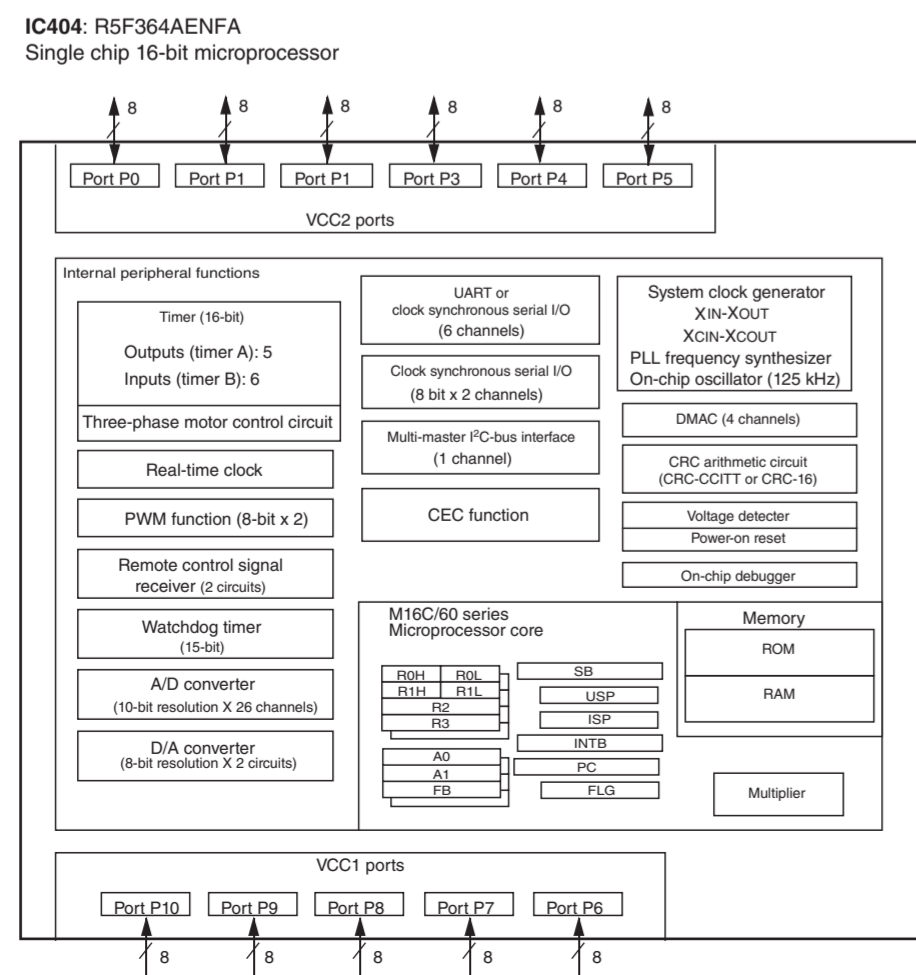 IC404: R5F364AENFA
Single chip 16-bit microprocessor
8 8 8 8 8 8
Port P0 Port P1 Port P1 Port P3 Port P4 Port P5
VCC2 ports
Internal peripheral functions
Timer (16-bit)
Outputs (timer A): 5
Inputs (timer B): 6
Three-phase motor control circuit
Real-time clock
PWM function (8-bit x 2)
Remote control signal
receiver (2 circuits)
Watchdog timer
(15-bit)
A/D converter
(10-bit resolution X 26 channels)
D/A converter
(8-bit resolution X 2 circuits)
UART or
clock synchronous serial I/O
(6 channels)
Clock synchronous serial I/O
(8 bit x 2 channels)
Multi-master I²C-bus interface
(1 channel)
CEC function
System clock generator
XIN-XOUT
XCIN-XCOUT
PLL frequency synthesizer
On-chip oscillator (125 kHz)
DMAC (4 channels)
CRC arithmetic circuit
(CRC-CCITT or CRC-16)
Voltage detecter
Power-on reset
On-chip debugger
M16C/60 series
Microprocessor core
R0H R0L
R1H R1L
R2
R3
A0
A1
FB
SB
USP
ISP
INTB
PC
FLG
Memory
ROM
RAM
Multiplier
VCC1 ports
Port P10 Port P9 Port P8 Port P7 Port P6
8 8 8 8 8